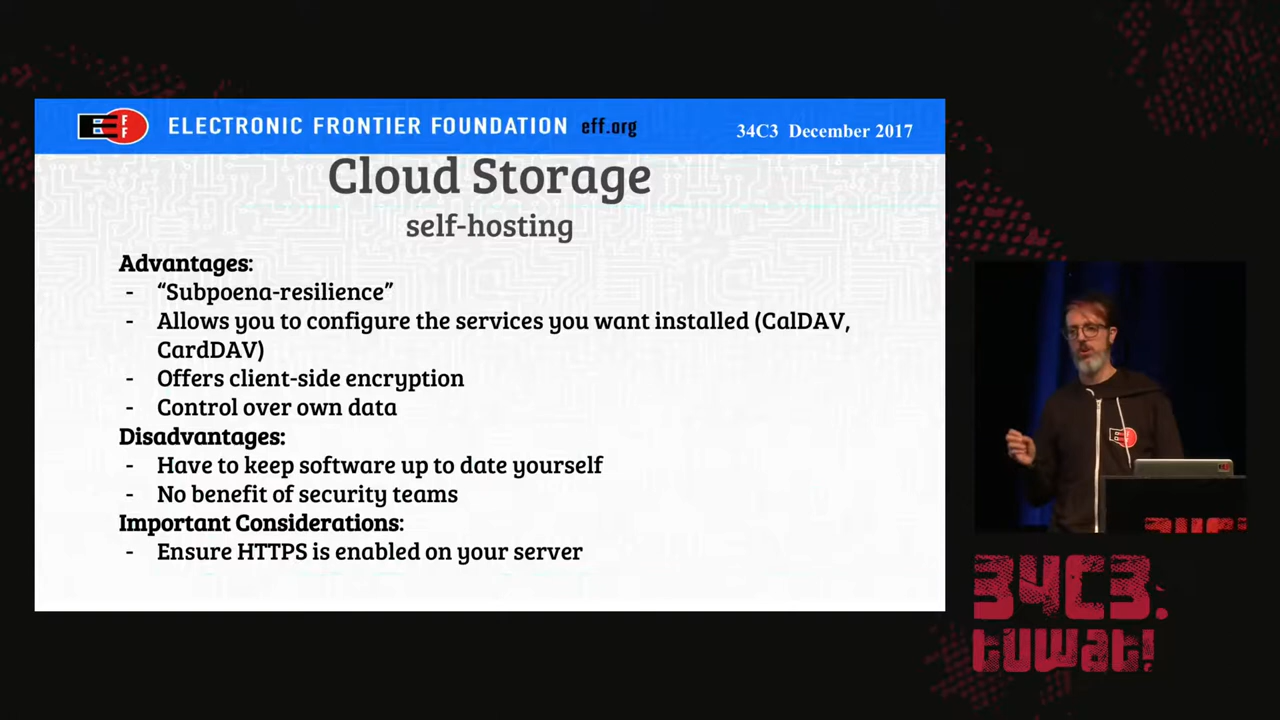 EFF
ELECTRONIC FRONTIER FOUNDATION eff.org
34C3 December 2017
Cloud Storage
self-hosting
Advantages:
- “Subpoena-resilience”
- Allows you to configure the services you want installed (CalDAV,
CardDAV)
- Offers client-side encryption
- Control over own data
Disadvantages:
- Have to keep software up to date yourself
- No benefit of security teams
Important Considerations:
- Ensure HTTPS is enabled on your server
34C3.
tuwat!